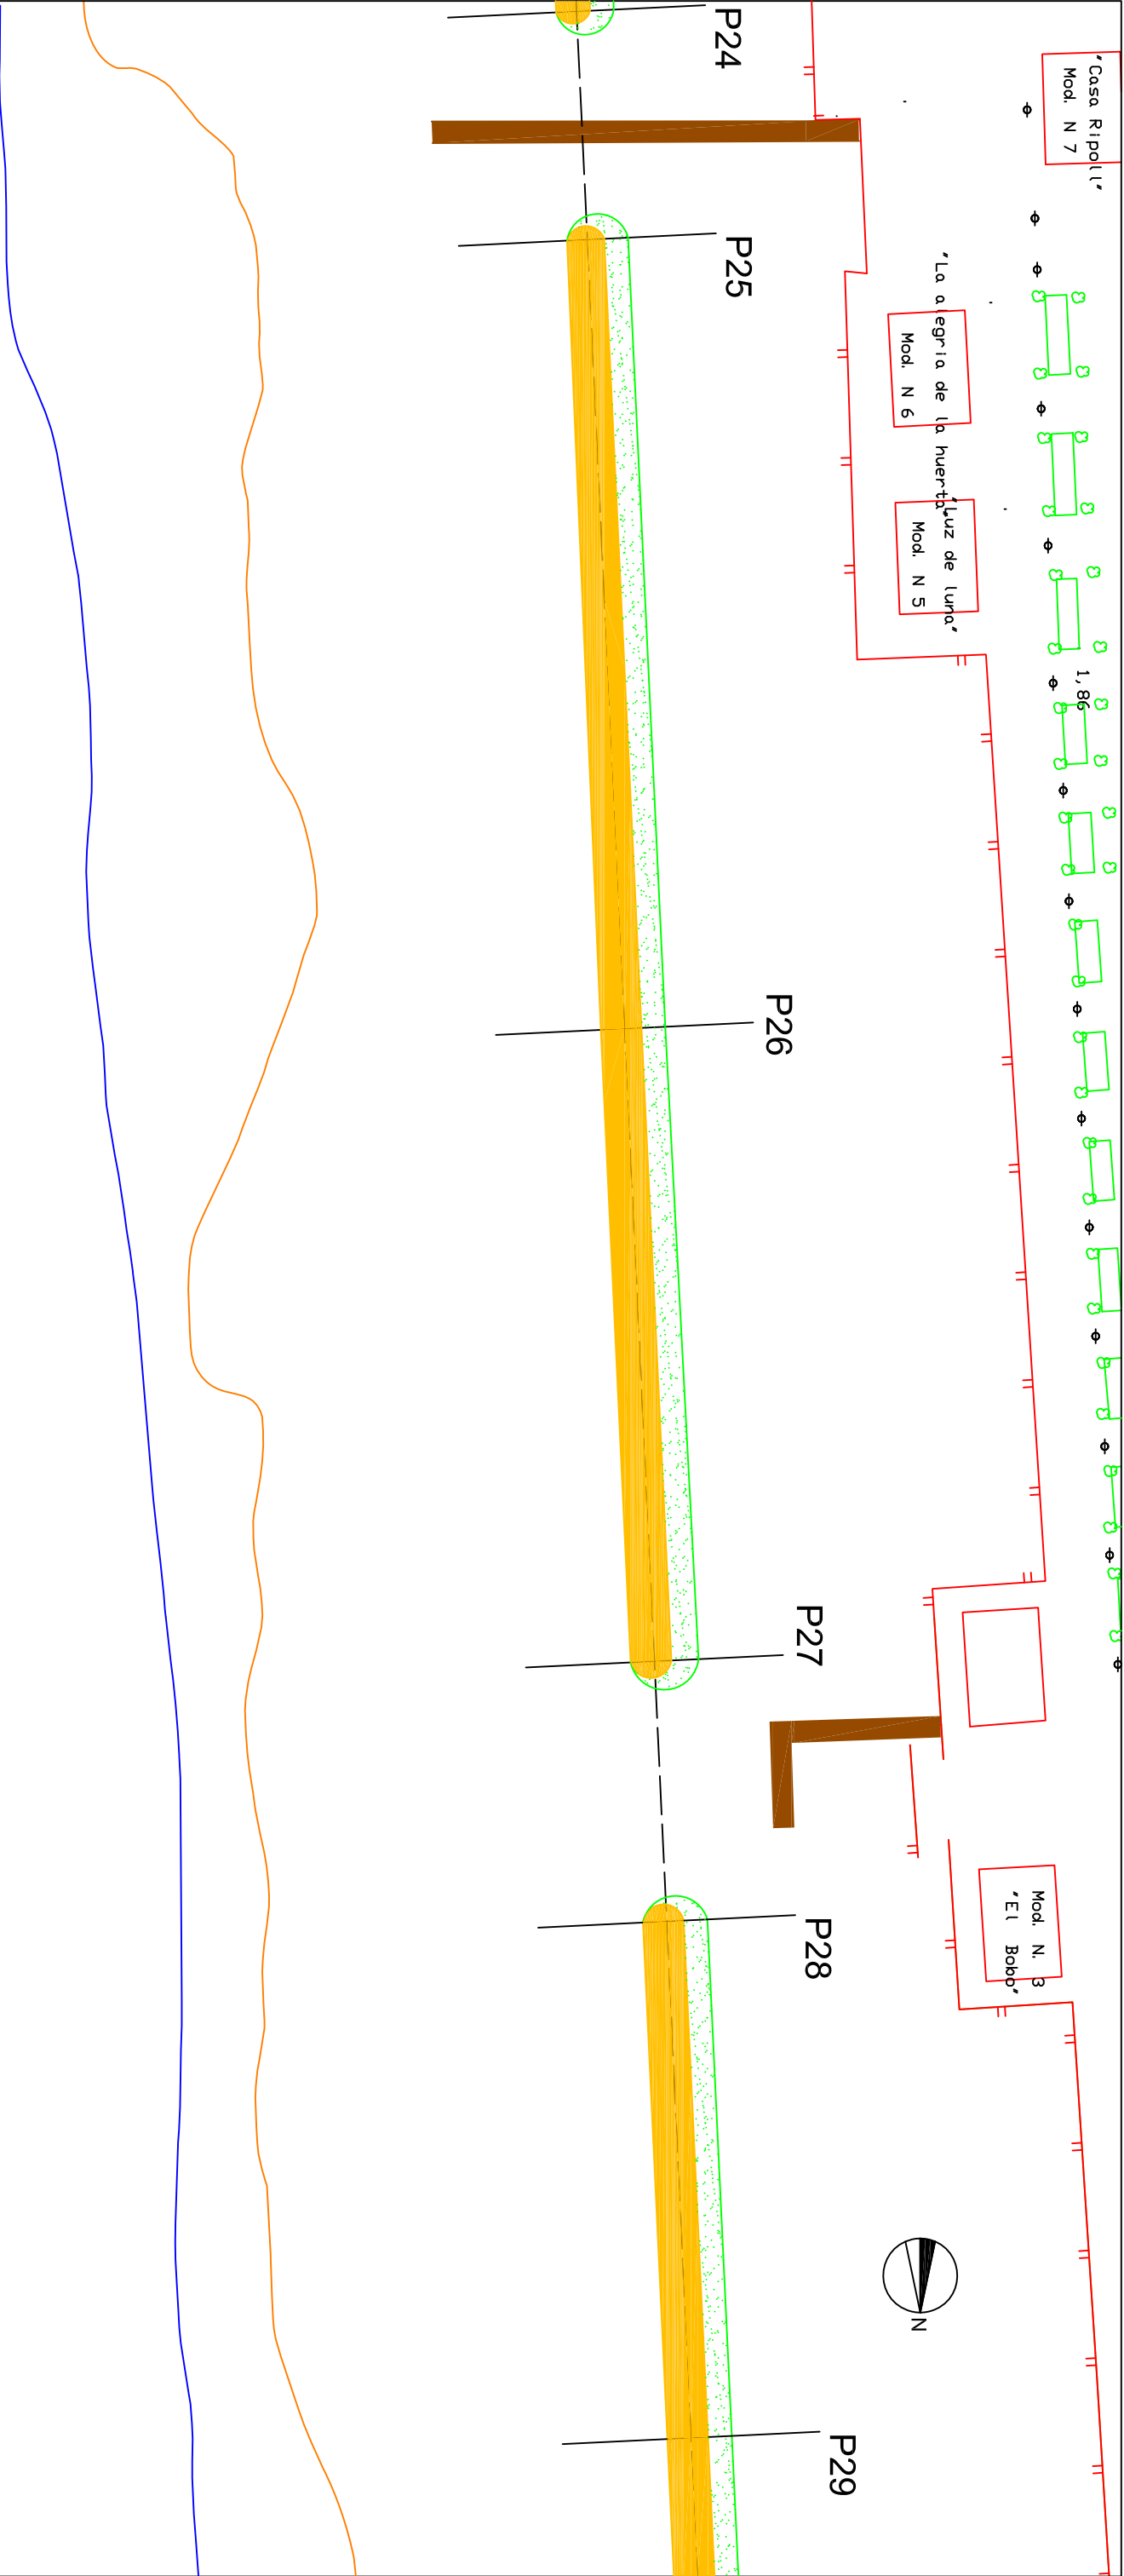 P24
"Casa Ripoll"
Mod. N 7
P25
"La alegria de la huerta"
Mod. N 6
"Luz de luna"
Mod. N 5
1,86
P26
P27
Mod. N. 3
"El Bobo"
P28
N
P29